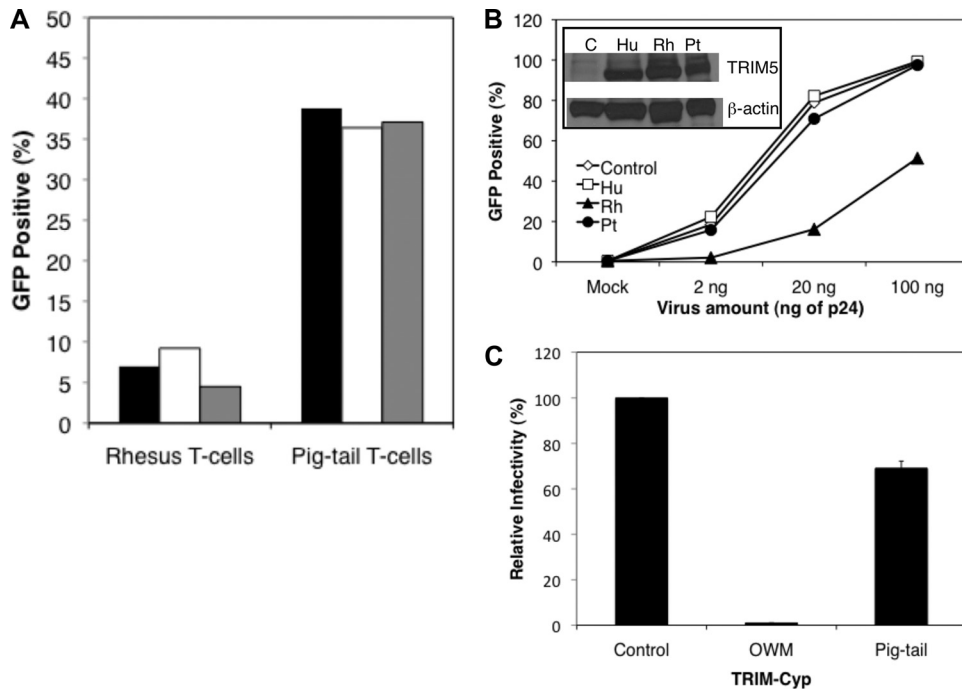 A
50
45
40
35
30
25
20
15
10
5
0
GFP Positive (%)
Rhesus T-cells
Pig-tail T-cells
B
120
100
80
60
40
20
0
GFP Positive (%)
C Hu Rh Pt
TRIM5
β-actin
Control
Hu
Rh
Pt
Mock
2 ng
20 ng
100 ng
Virus amount (ng of p24)
C
120
100
80
60
40
20
0
Relative Infectivity (%)
Control
OWM
Pig-tail
TRIM-Cyp